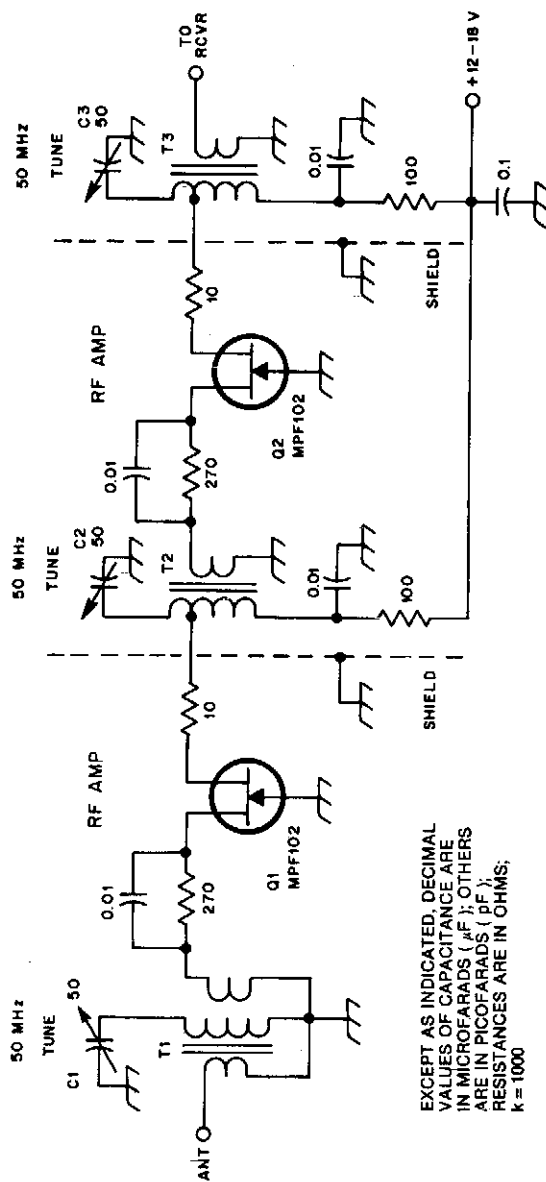 50 MHz
TUNE
C1
50
ANT
T1
0.01
270
RF AMP
Q1
MPF102
10
SHIELD
50 MHz
TUNE
C2
50
T2
0.01
100
0.01
270
RF AMP
Q2
MPF102
10
SHIELD
50 MHz
TUNE
C3
50
T3
TO
RCVR
0.01
100
0.1
+12-18 V
EXCEPT AS INDICATED, DECIMAL
VALUES OF CAPACITANCE ARE
IN MICROFARADS ( µF ); OTHERS
ARE IN PICOFARADS ( pF );
RESISTANCES ARE IN OHMS;
k = 1000